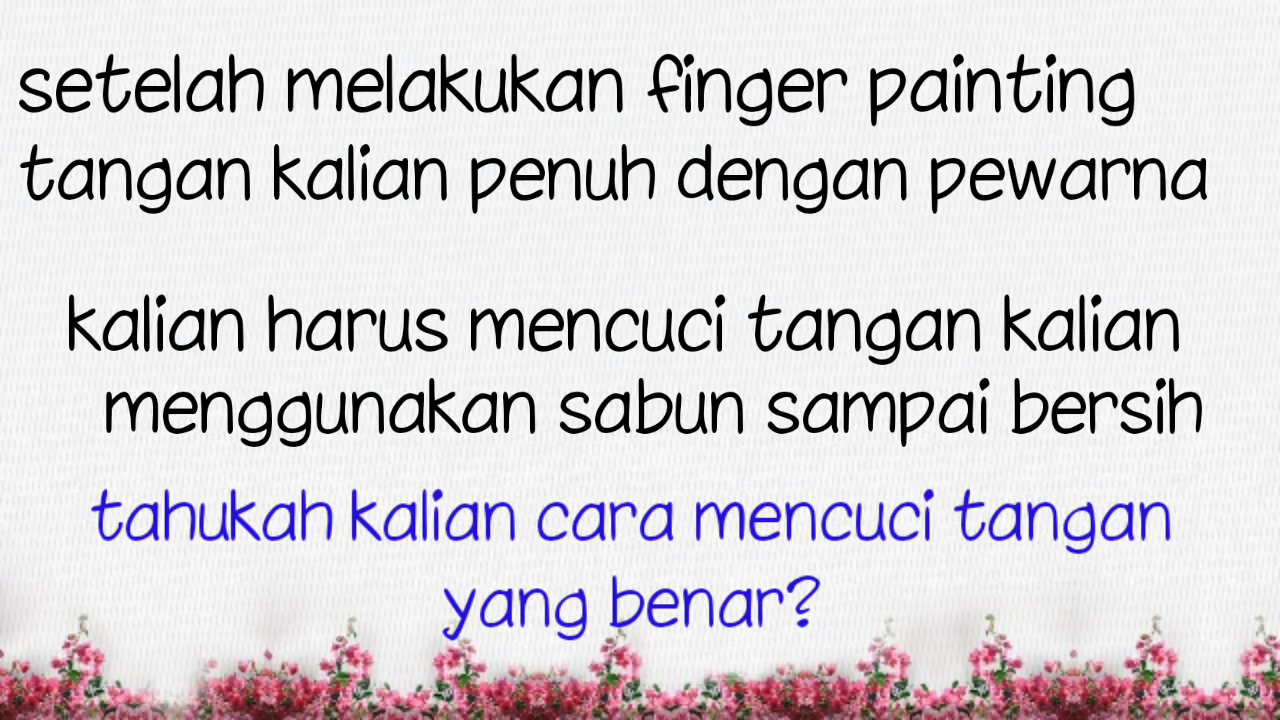 setelah melakukan finger painting
tangan kalian penuh dengan pewarna
kalian harus mencuci tangan kalian
menggunakan sabun sampai bersih
tahukah kalian cara mencuci tangan
yang benar?